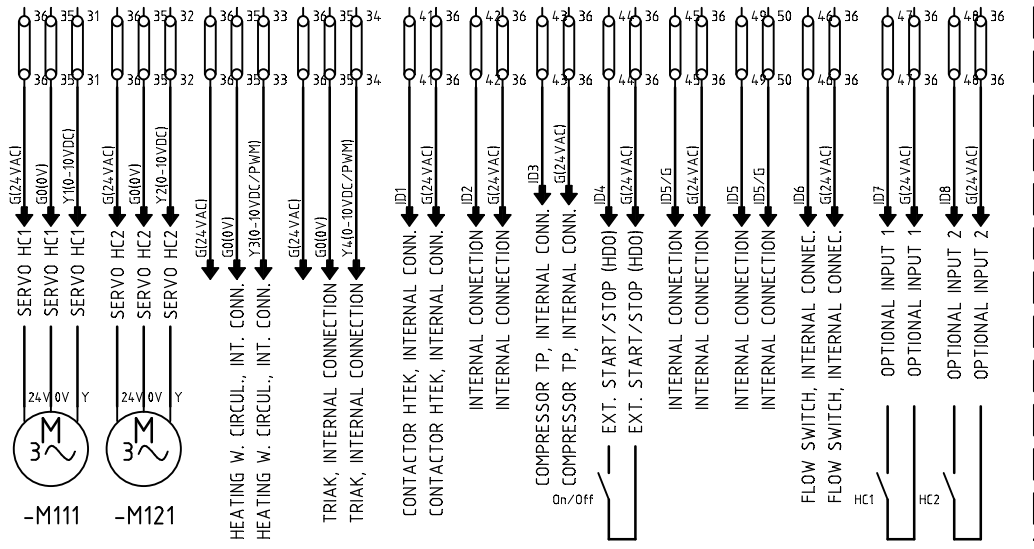 36 35 31 36 35 32 36 35 33 36 35 34 41 36 42 36 43 36 44 36 45 36 49 50 46 36 47 36 48 36
36 35 31 36 35 32 36 35 33 36 35 34 41 36 42 36 43 36 44 36 45 36 49 50 46 36 47 36 48 36
G(24VAC)
G0(0V)
Y1(0-10VDC)
G(24VAC)
G0(0V)
Y2(0-10VDC)
G(24VAC)
G0(0V)
Y3(0-10VDC/PWM)
G(24VAC)
G0(0V)
Y4(0-10VDC/PWM)
ID1
G(24VAC)
ID2
G(24VAC)
ID3
G(24VAC)
ID4
G(24VAC)
ID5/G
G(24VAC)
ID5
ID5/G
ID6
G(24VAC)
ID7
G(24VAC)
ID8
G(24VAC)
SERVO HC1
SERVO HC1
SERVO HC1
SERVO HC2
SERVO HC2
SERVO HC2
HEATING W. CIRCUL., INT. CONN.
HEATING W. CIRCUL., INT. CONN.
TRIAK, INTERNAL CONNECTION
TRIAK, INTERNAL CONNECTION
CONTACTOR HTEK, INTERNAL CONN.
CONTACTOR HTEK, INTERNAL CONN.
INTERNAL CONNECTION
INTERNAL CONNECTION
COMPRESSOR TP, INTERNAL CONN.
COMPRESSOR TP, INTERNAL CONN.
EXT. START/STOP (HDO)
EXT. START/STOP (HDO)
INTERNAL CONNECTION
INTERNAL CONNECTION
INTERNAL CONNECTION
INTERNAL CONNECTION
FLOW SWITCH, INTERNAL CONNEC.
FLOW SWITCH, INTERNAL CONNEC.
OPTIONAL INPUT 1
OPTIONAL INPUT 1
OPTIONAL INPUT 2
OPTIONAL INPUT 2
24V 0V Y 24V 0V Y
M M
3~ 3~
On/Off HC1 HC2
-M111 -M121